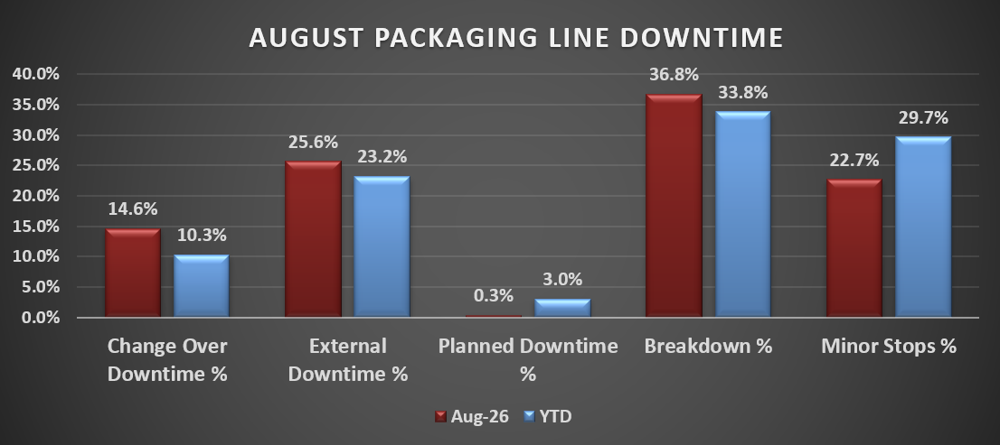 AUGUST PACKAGING LINE DOWNTIME
40.0%
35.0%
30.0%
25.0%
20.0%
15.0%
10.0%
5.0%
0.0%
14.6%
10.3%
25.6%
23.2%
0.3%
3.0%
36.8%
33.8%
22.7%
29.7%
Change Over
Downtime %
External
Downtime %
Planned Downtime
%
Breakdown %
Minor Stops %
Aug-26
YTD